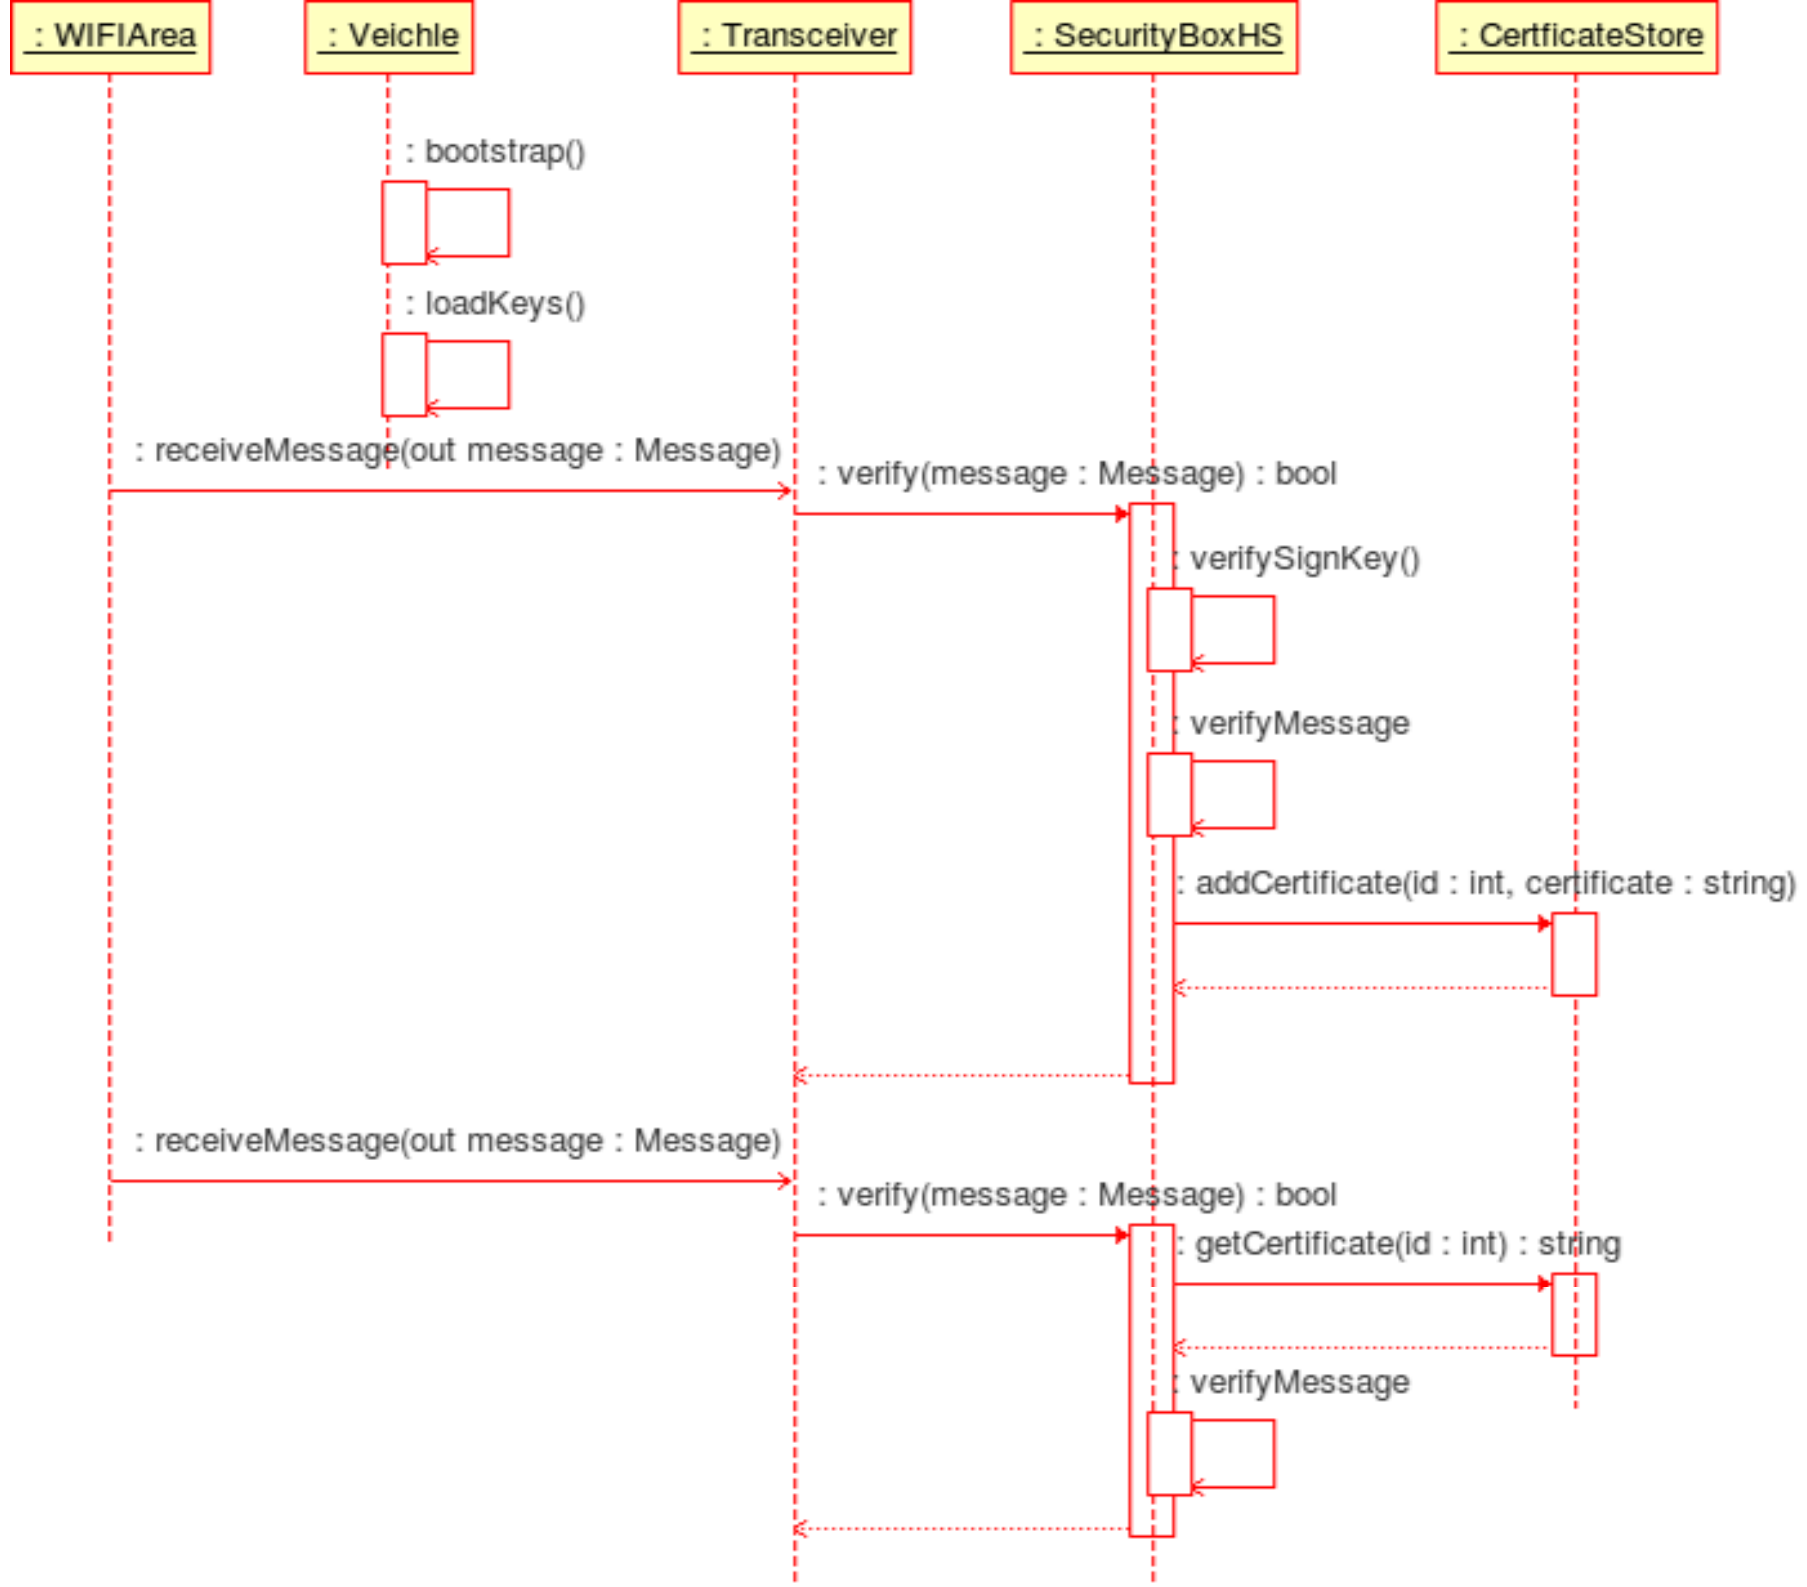 : WIFIArea
: Veichle
: Transceiver
: SecurityBoxHS
: CertficateStore
: bootstrap()
: loadKeys()
: receiveMessage(out message : Message)
: verify(message : Message) : bool
: verifySignKey()
: verifyMessage
: addCertificate(id : int, certificate : string)
: receiveMessage(out message : Message)
: verify(message : Message) : bool
: getCertificate(id : int) : string
: verifyMessage